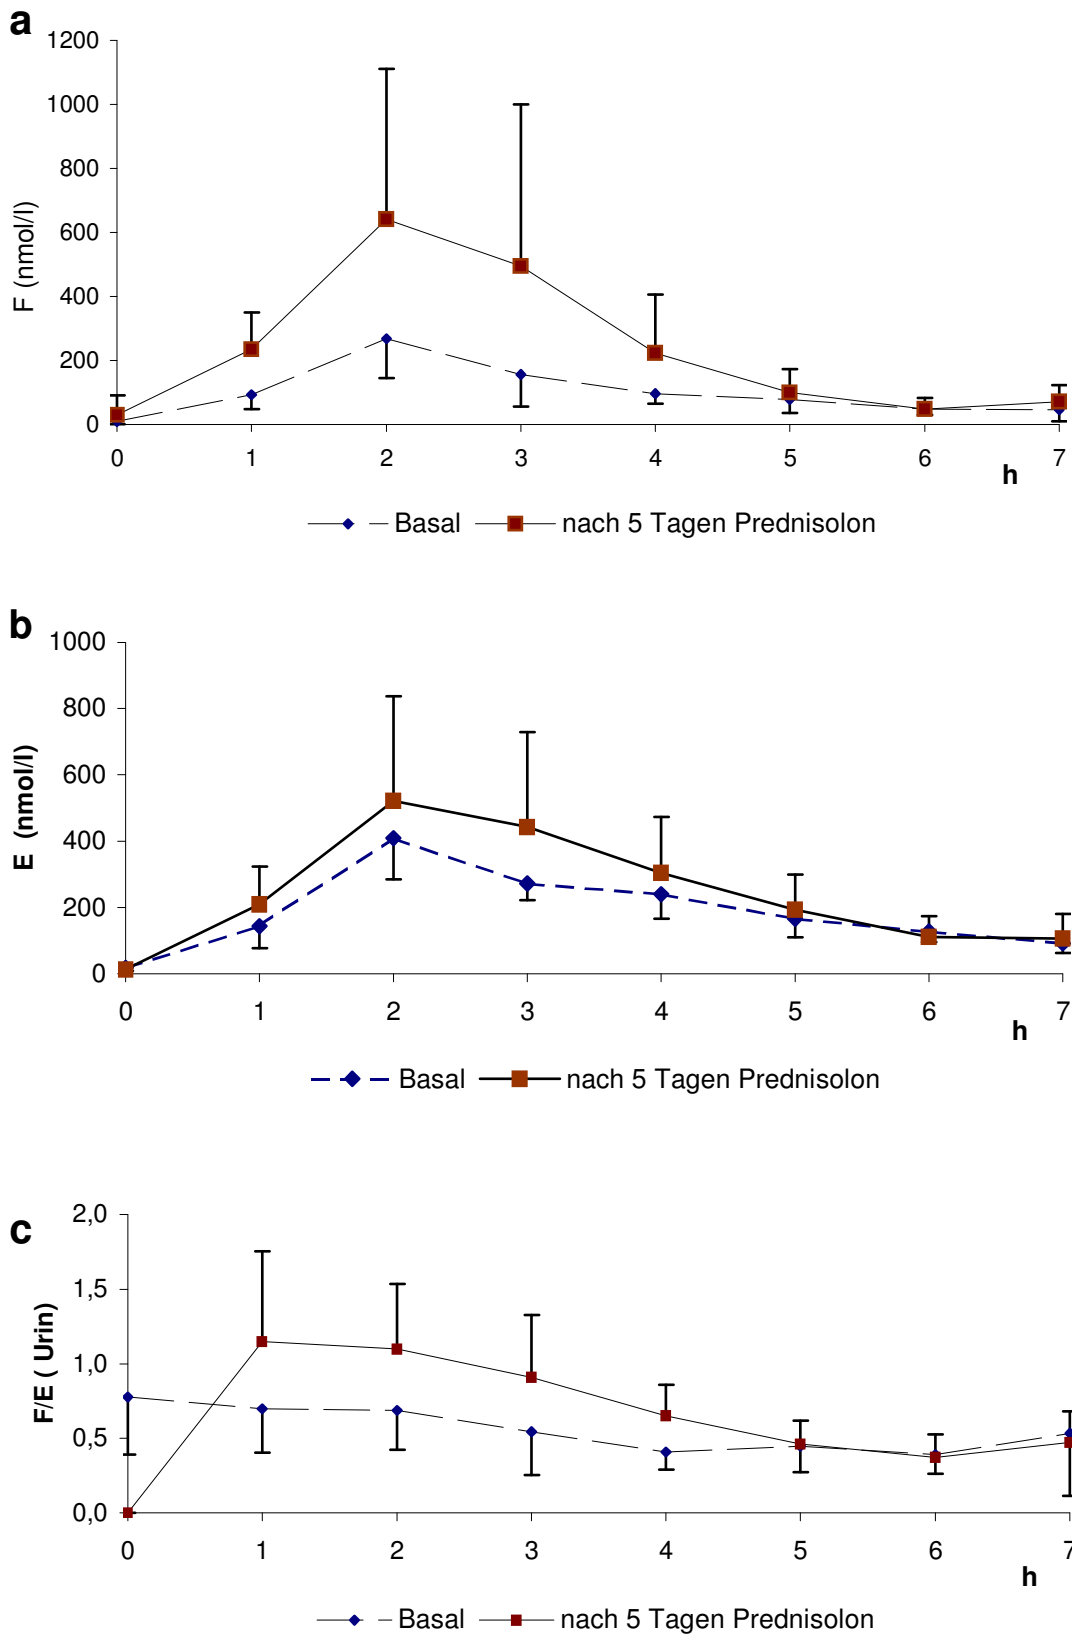 a
1200
1000
800
600
400
200
0
F (nmol/l)
0 1 2 3 4 5 6 7
h
Basal nach 5 Tagen Prednisolon
b
1000
800
600
400
200
0
E (nmol/l)
0 1 2 3 4 5 6 7
h
Basal nach 5 Tagen Prednisolon
c
2,0
1,5
1,0
0,5
0,0
F/E ( Urin)
0 1 2 3 4 5 6 7
h
Basal nach 5 Tagen Prednisolon